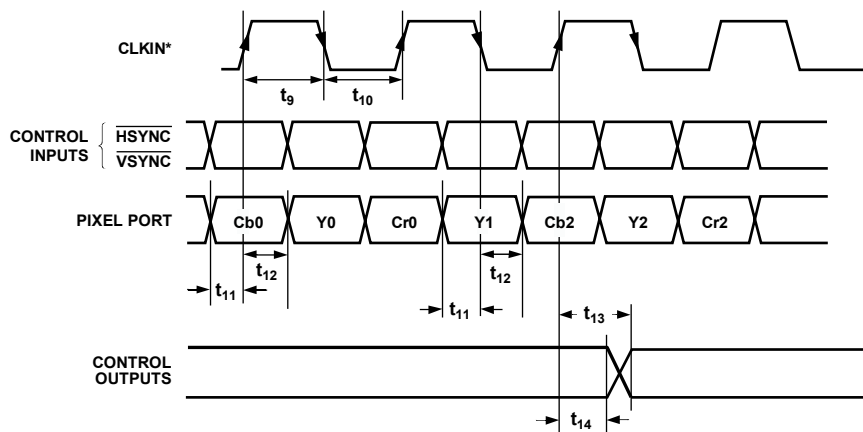 CLKIN*
t9 t10
CONTROL INPUTS
HSYNC
VSYNC
PIXEL PORT
Cb0 Y0 Cr0 Y1 Cb2 Y2 Cr2
t12 t12
t11 t11 t13
CONTROL OUTPUTS
t14